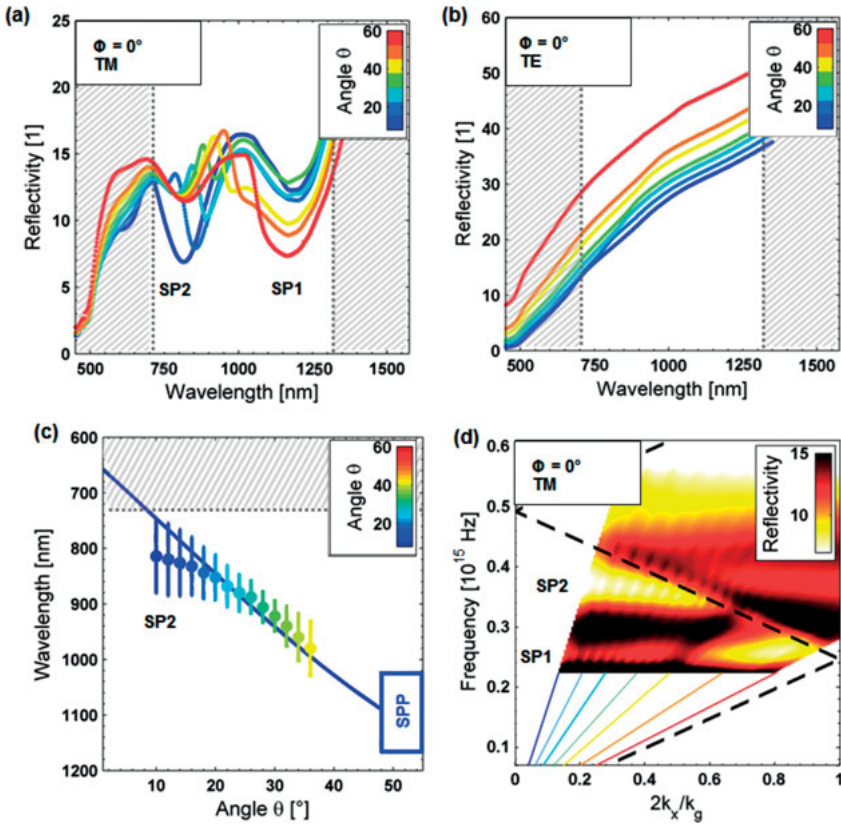 (a)
Φ = 0°
TM
Angle θ
60
40
20
Reflectivity [1]
25
20
15
10
5
0
SP2
SP1
500
750
1000
1250
1500
Wavelength [nm]
(b)
Φ = 0°
TE
Angle θ
60
40
20
Reflectivity [1]
60
50
40
30
20
10
0
500
750
1000
1250
1500
Wavelength [nm]
(c)
Angle θ
60
40
20
Wavelength [nm]
600
700
800
900
1000
1100
1200
SP2
SPP
0
10
20
30
40
50
Angle θ [°]
(d)
Φ = 0°
TM
Reflectivity
15
10
Frequency [10¹⁵ Hz]
0.6
0.5
0.4
0.3
0.2
0.1
SP2
SP1
0
0.2
0.4
0.6
0.8
1
2kₓ/k_g